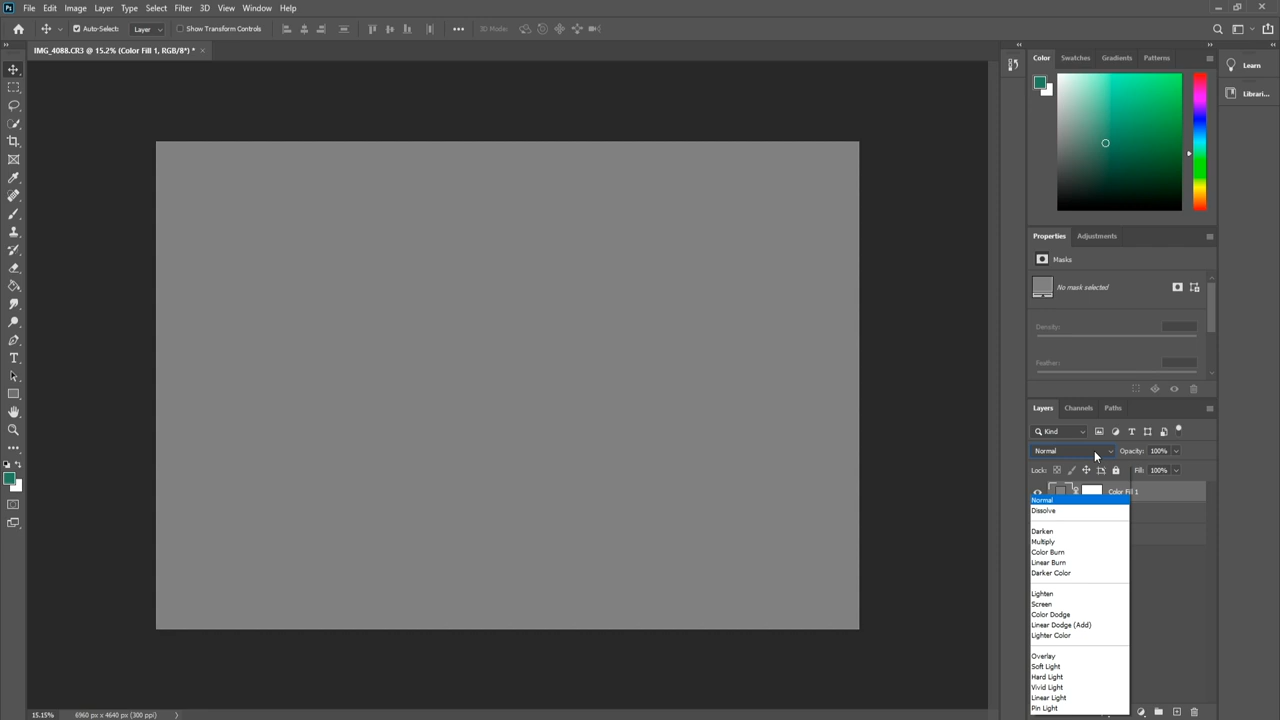 Ps File Edit Image Layer Type Select Filter 3D View Window Help
Auto-Select: Layer Show Transform Controls 3D Mode:
IMG_4088.CR3 @ 15.2% (Color Fill 1, RGB/8*) *
Color Swatches Gradients Patterns
Learn
Librari...
Properties Adjustments
Masks
No mask selected
Density:
Feather:
Layers Channels Paths
Kind
Normal Opacity: 100%
Lock: Fill: 100%
Color Fill 1
Normal
Dissolve
Darken
Multiply
Color Burn
Linear Burn
Darker Color
Lighten
Screen
Color Dodge
Linear Dodge (Add)
Lighter Color
Overlay
Soft Light
Hard Light
Vivid Light
Linear Light
Pin Light
15.15% 6960 px x 4640 px (300 ppi)